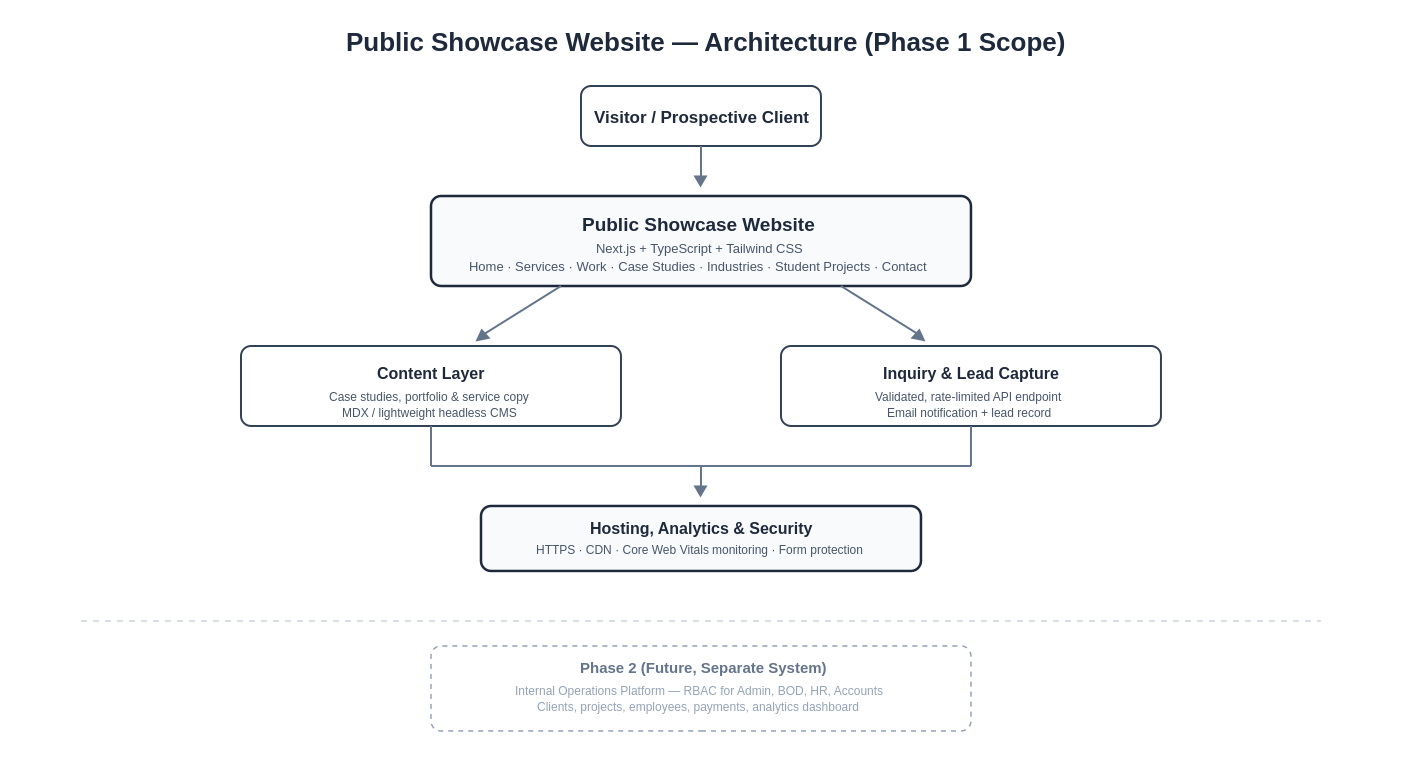 Public Showcase Website — Architecture (Phase 1 Scope)
Visitor / Prospective Client
Public Showcase Website
Next.js + TypeScript + Tailwind CSS
Home · Services · Work · Case Studies · Industries · Student Projects · Contact
Content Layer
Case studies, portfolio & service copy
MDX / lightweight headless CMS
Inquiry & Lead Capture
Validated, rate-limited API endpoint
Email notification + lead record
Hosting, Analytics & Security
HTTPS · CDN · Core Web Vitals monitoring · Form protection
Phase 2 (Future, Separate System)
Internal Operations Platform — RBAC for Admin, BOD, HR, Accounts
Clients, projects, employees, payments, analytics dashboard